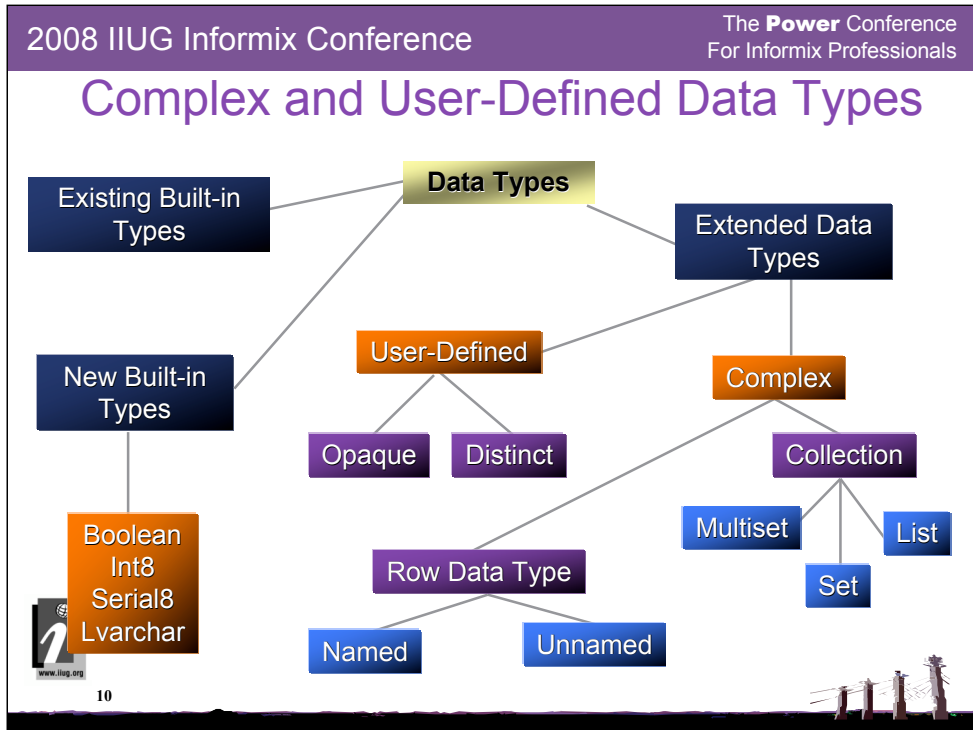 2008 IIUG Informix Conference
The Power Conference
For Informix Professionals
Complex and User-Defined Data Types
Data Types
Existing Built-in
Types
Extended Data
Types
User-Defined
New Built-in
Types
Complex
Opaque
Distinct
Collection
Multiset
List
Set
Boolean
Int8
Serial8
Lvarchar
Row Data Type
Named
Unnamed
www.iiug.org
10